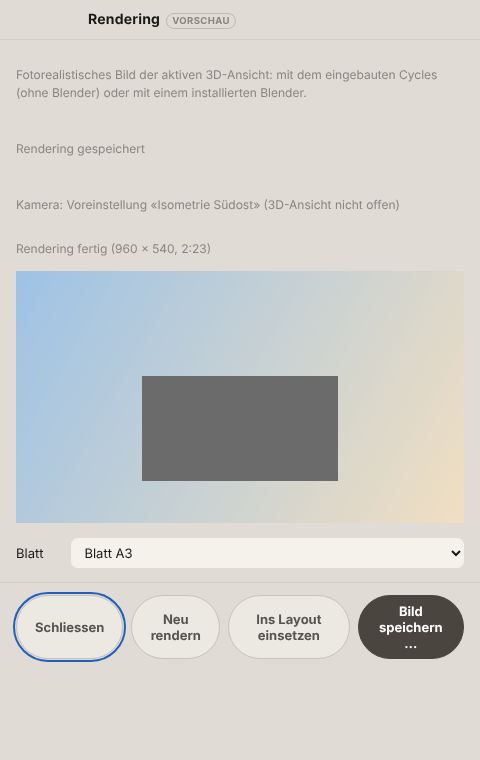 Rendering VORSCHAU
Fotorealistisches Bild der aktiven 3D-Ansicht: mit dem eingebauten Cycles
(ohne Blender) oder mit einem installierten Blender.
Rendering gespeichert
Kamera: Voreinstellung «Isometrie Südost» (3D-Ansicht nicht offen)
Rendering fertig (960 × 540, 2:23)
Blatt Blatt A3
Schliessen
Neu
rendern
Ins Layout
einsetzen
Bild
speichern
…